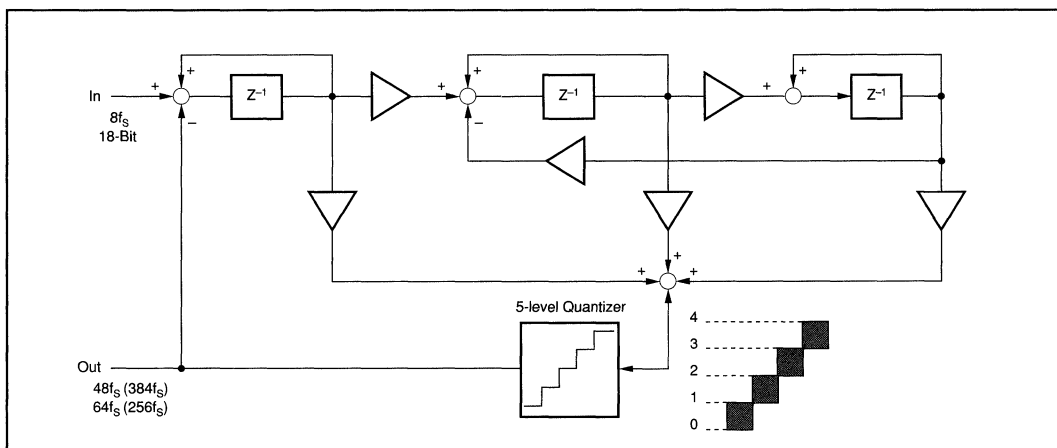 +
+
+
In
+
Z⁻¹
+
Z⁻¹
+
Z⁻¹
8fS
18-Bit
–
–
+
+
+
5-level Quantizer
4
3
2
1
0
Out
48fS (384fS)
64fS (256fS)